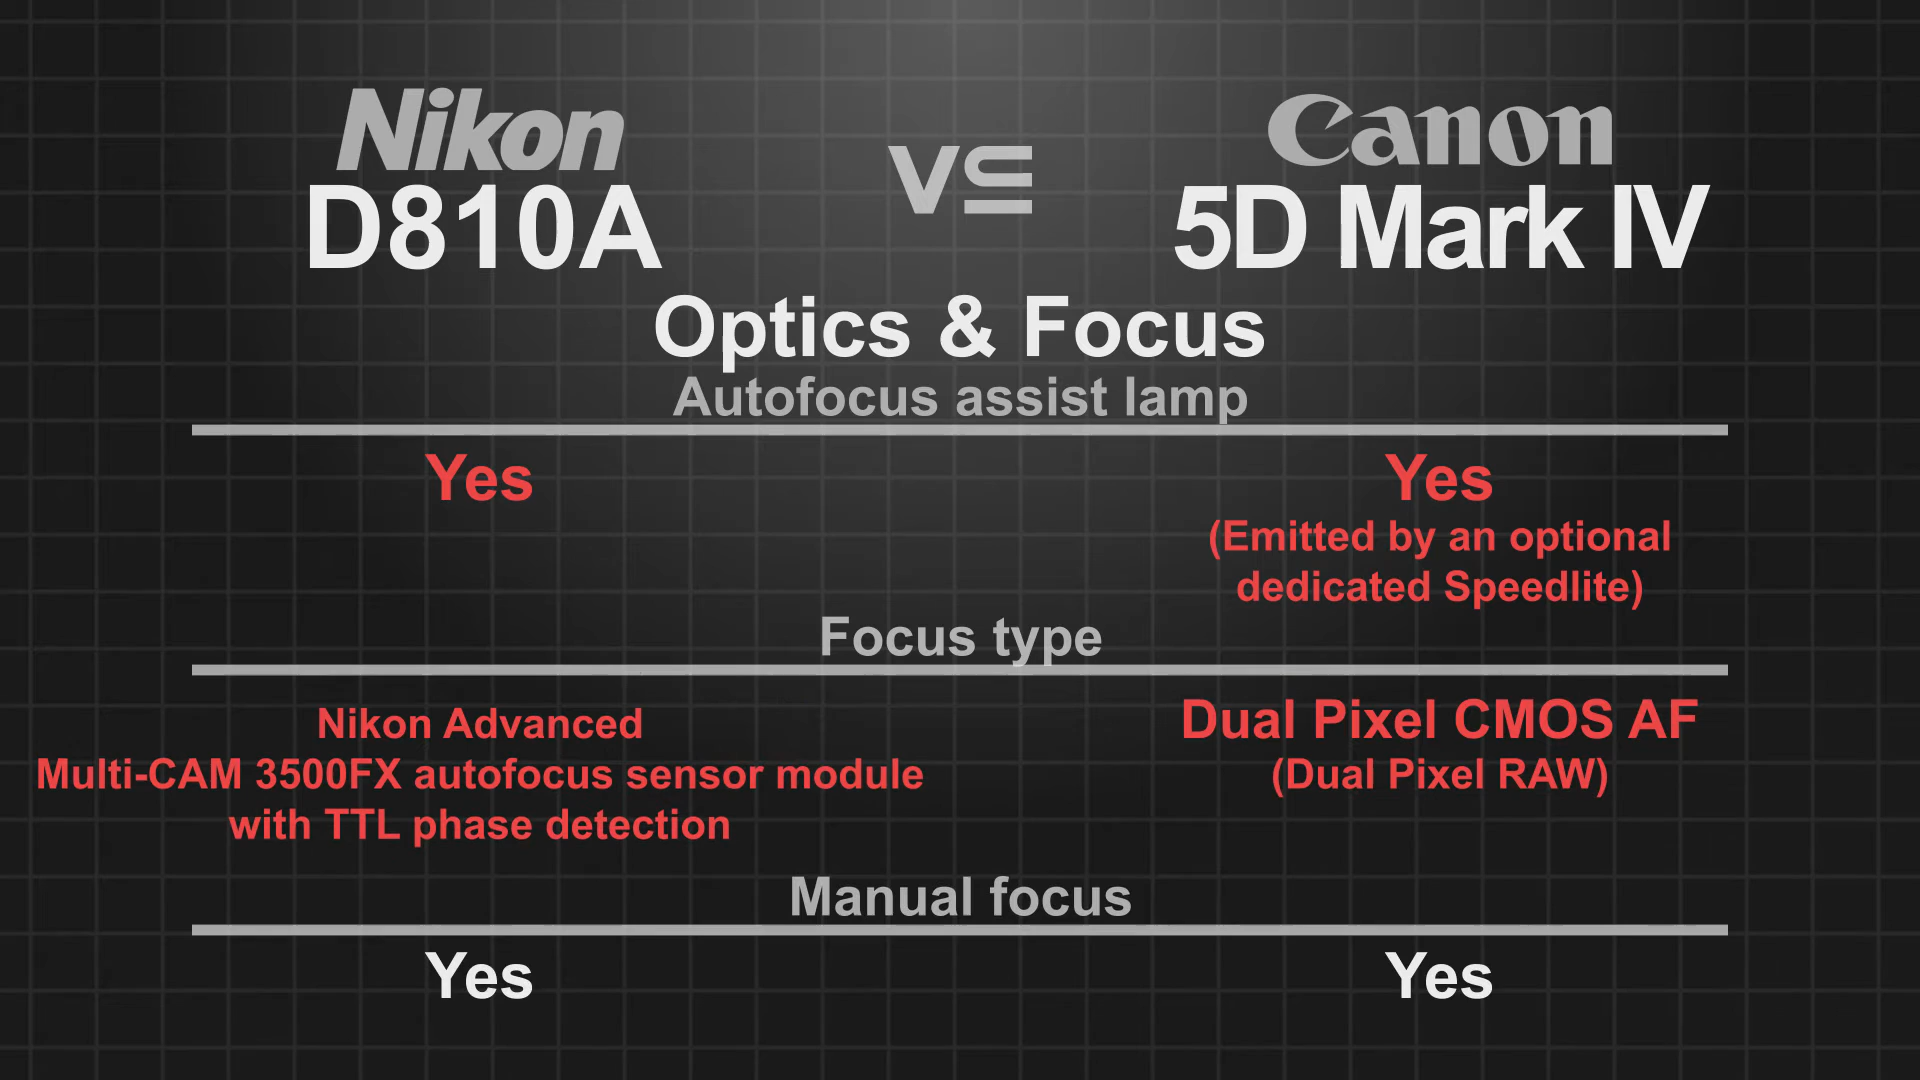 Nikon
D810A
VS
Canon
5D Mark IV
Optics & Focus
Autofocus assist lamp
Yes
Yes
(Emitted by an optional
dedicated Speedlite)
Focus type
Nikon Advanced
Multi-CAM 3500FX autofocus sensor module
with TTL phase detection
Dual Pixel CMOS AF
(Dual Pixel RAW)
Manual focus
Yes
Yes